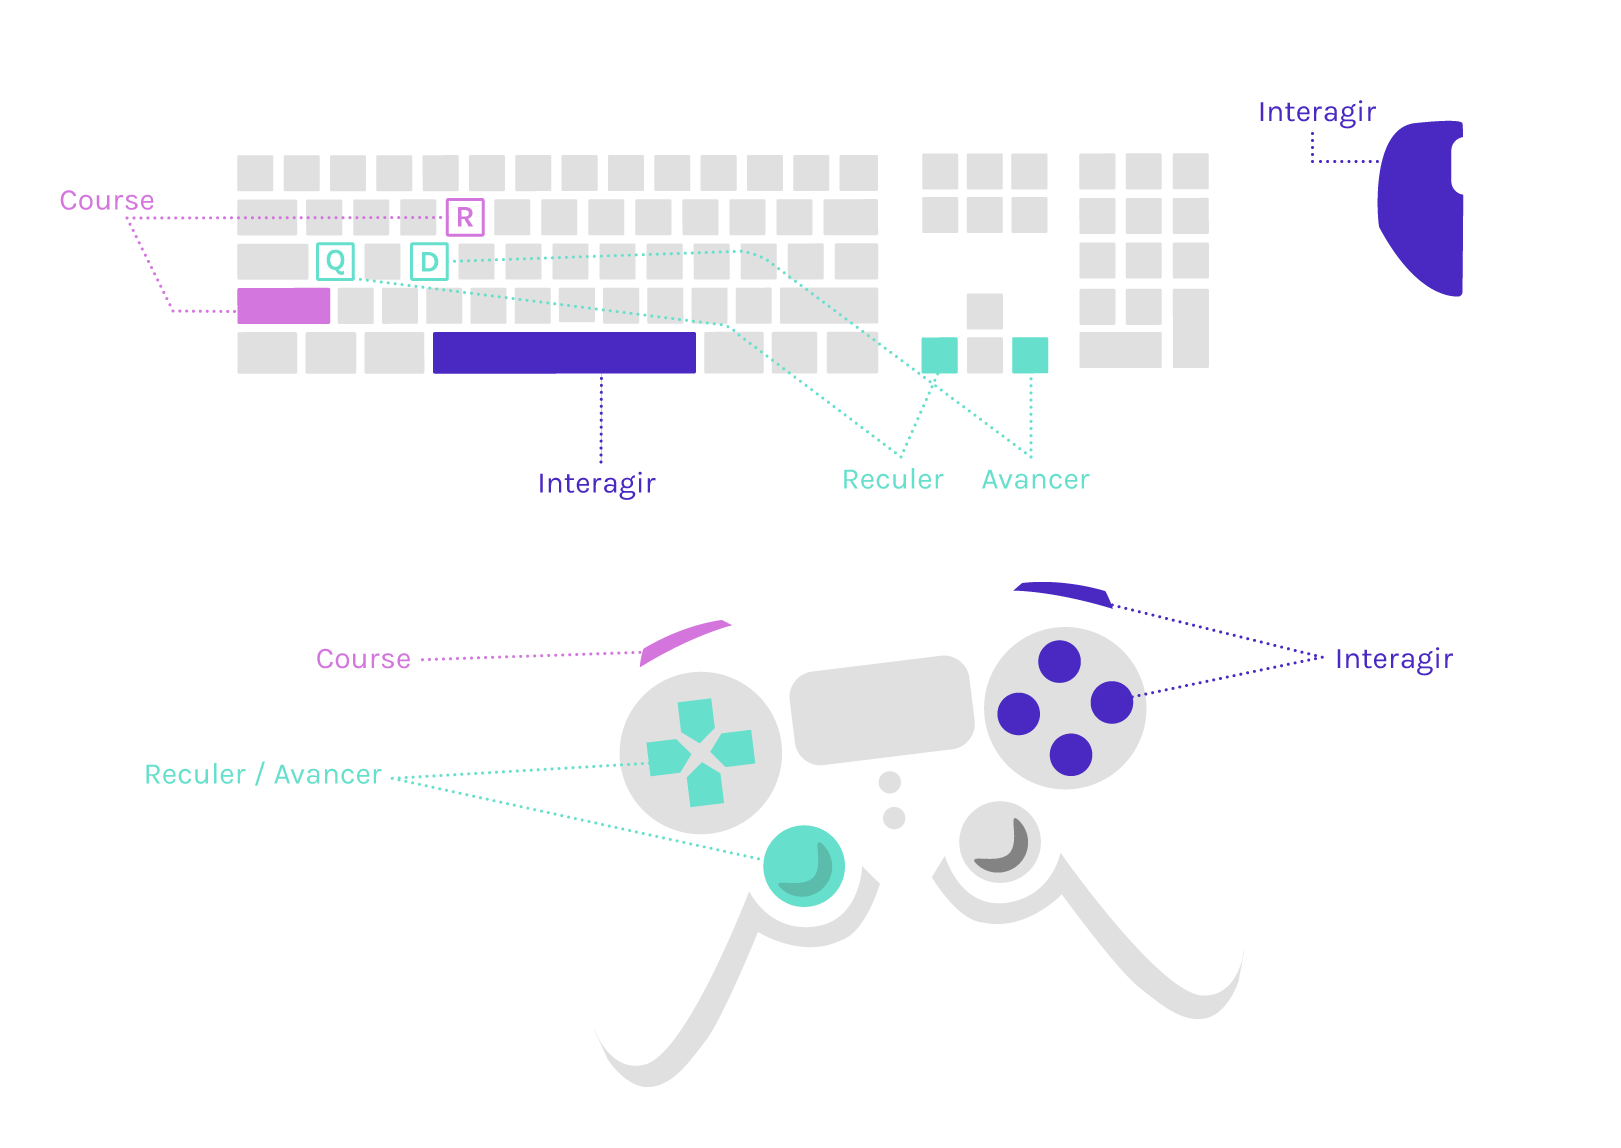 Interagir
Course
R
Q
D
Interagir
Reculer
Avancer
Course
Interagir
Reculer / Avancer